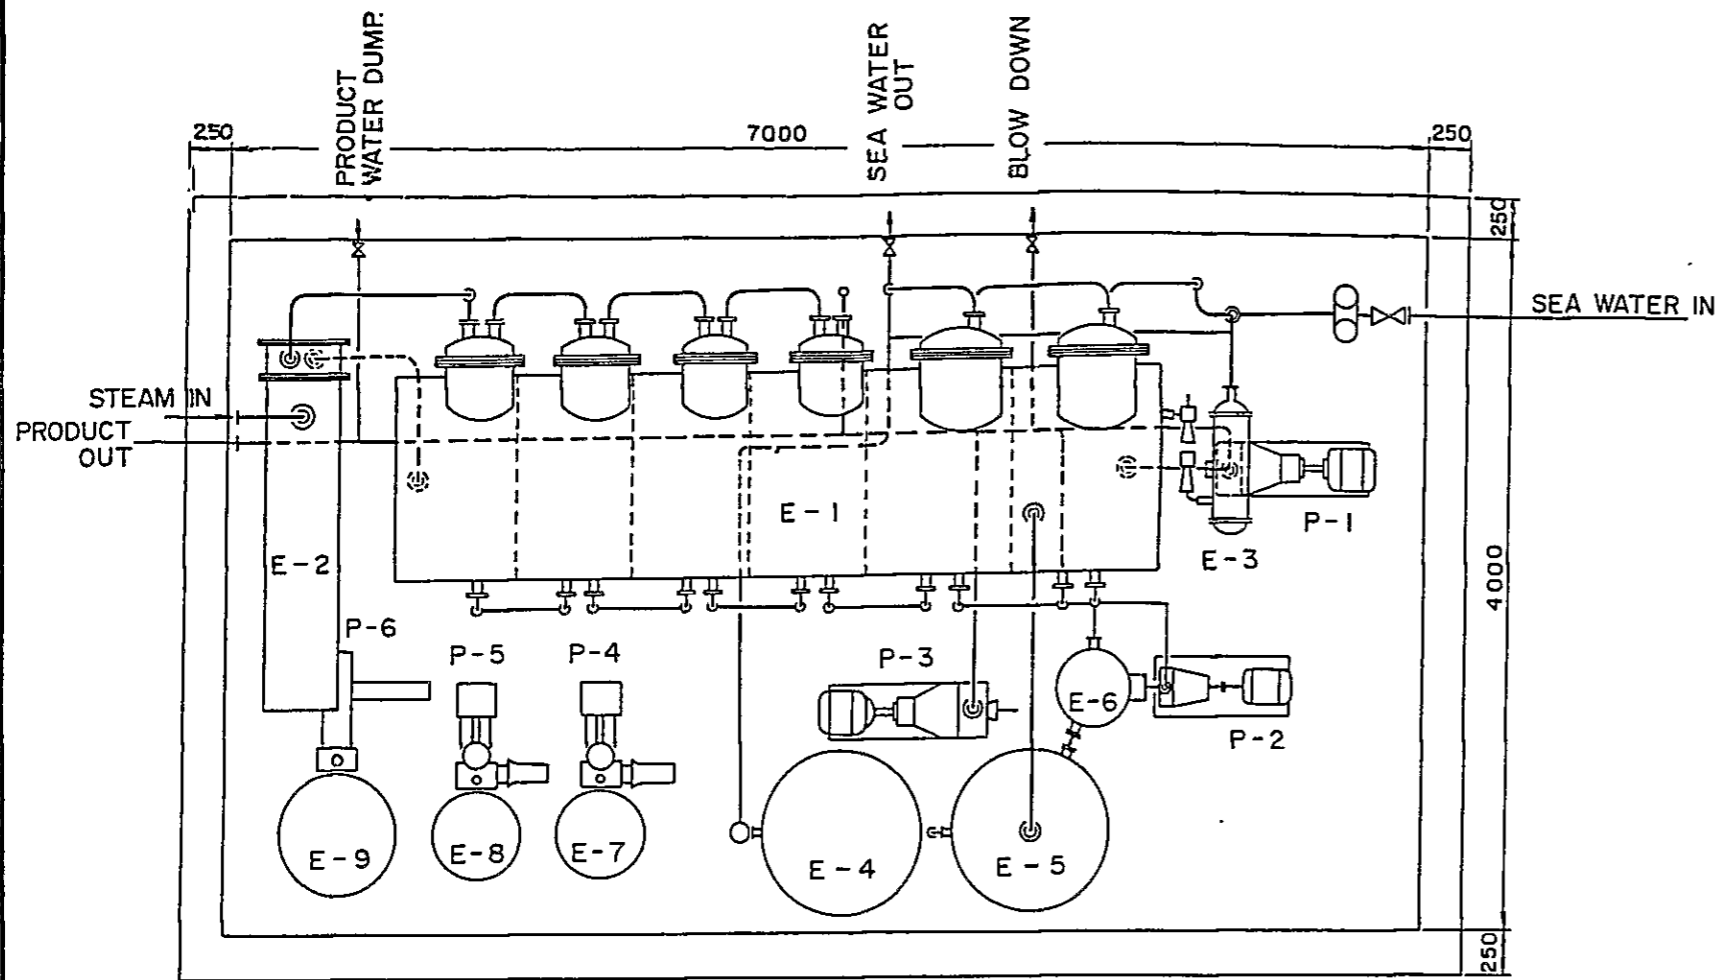 PRODUCT
WATER DUMP.
SEA WATER
OUT
BLOW DOWN
250
7000
250
250
SEA WATER IN
STEAM IN
PRODUCT
OUT
E-1
P-1
E-2
E-3
4000
P-6
P-5
P-4
P-3
E-6
P-2
E-9
E-8
E-7
E-4
E-5
250